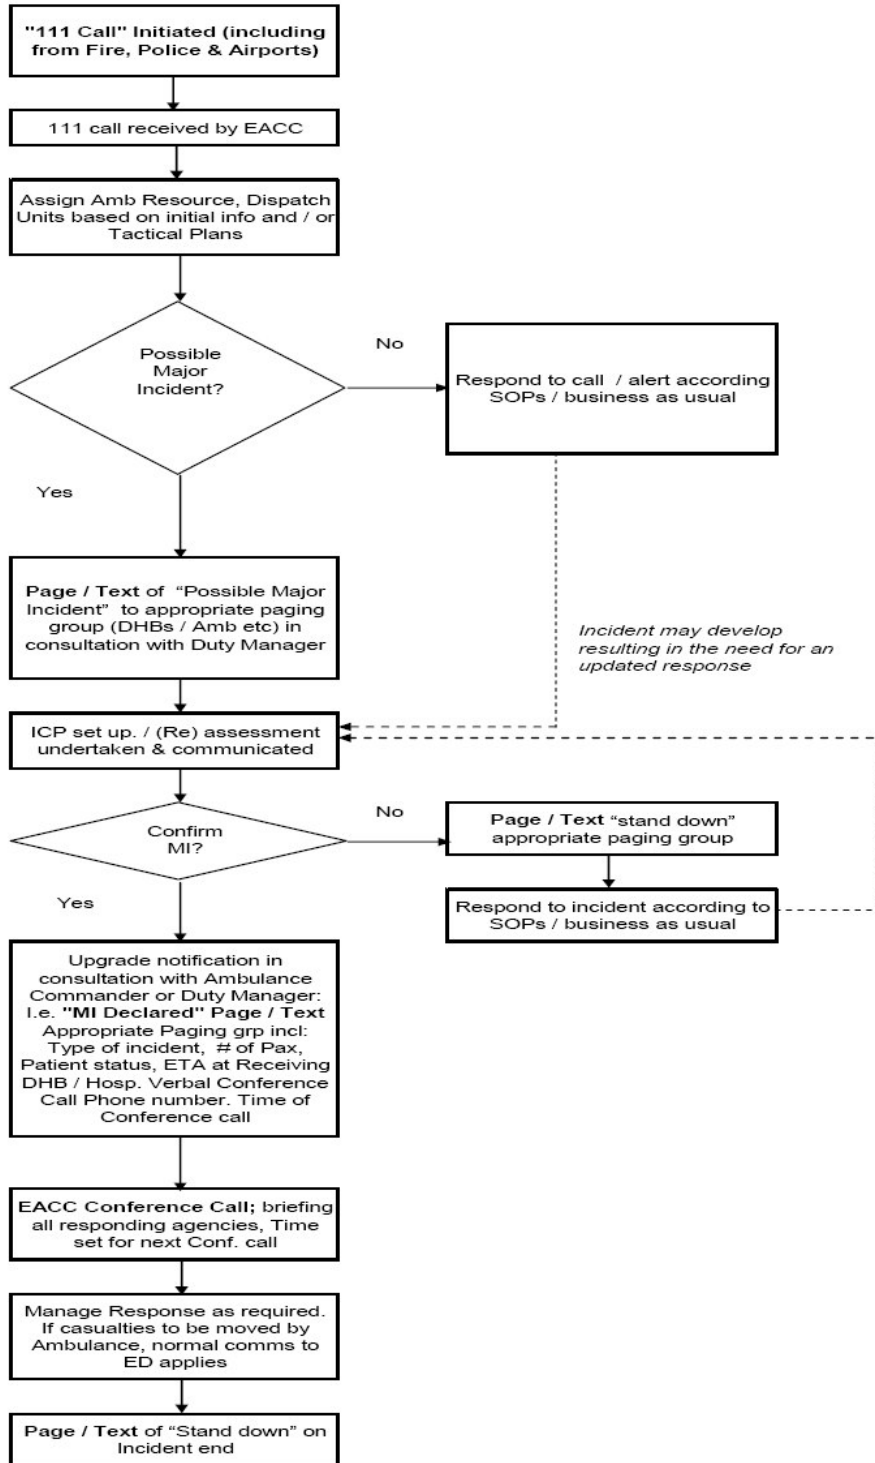 "111 Call" Initiated (including
from Fire, Police & Airports)
111 call received by EACC
Assign Amb Resource, Dispatch
Units based on initial info and / or
Tactical Plans
Possible
Major
Incident?
No
Respond to call / alert according
SOPs / business as usual
Yes
Page / Text of “Possible Major
Incident” to appropriate paging
group (DHBs / Amb etc) in
consultation with Duty Manager
Incident may develop
resulting in the need for an
updated response
ICP set up. / (Re) assessment
undertaken & communicated
Confirm
MI?
No
Page / Text “stand down”
appropriate paging group
Respond to incident according to
SOPs / business as usual
Yes
Upgrade notification in
consultation with Ambulance
Commander or Duty Manager:
I.e. "MI Declared" Page / Text
Appropriate Paging grp incl:
Type of incident, # of Pax,
Patient status, ETA at Receiving
DHB / Hosp. Verbal Conference
Call Phone number. Time of
Conference call
EACC Conference Call; briefing
all responding agencies, Time
set for next Conf. call
Manage Response as required.
If casualties to be moved by
Ambulance, normal comms to
ED applies
Page / Text of “Stand down” on
Incident end